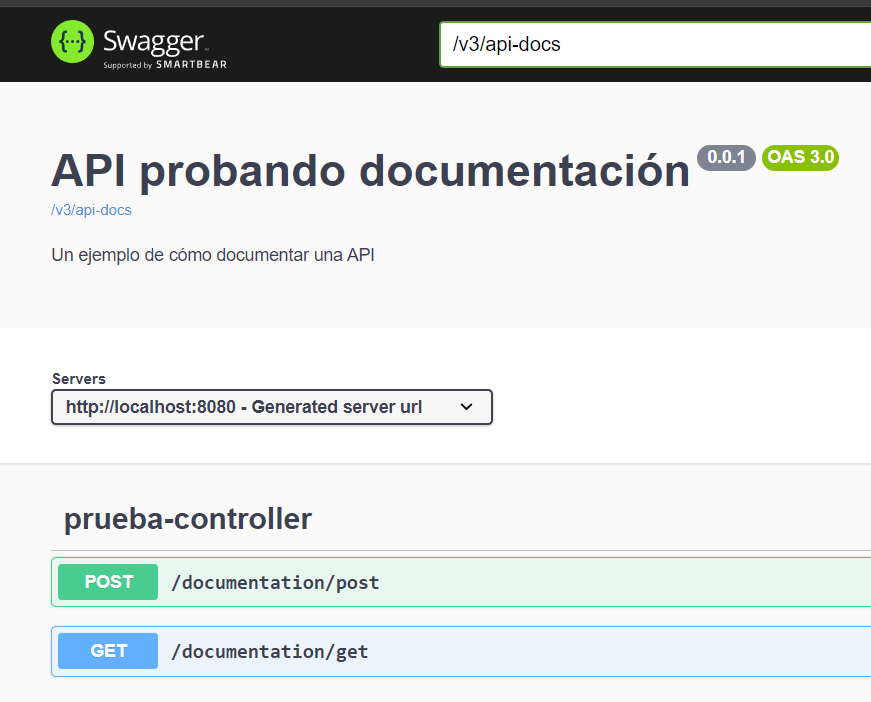 Swagger
Supported by SMARTBEAR
/v3/api-docs
API probando documentación 0.0.1 OAS 3.0
/v3/api-docs
Un ejemplo de cómo documentar una API
Servers
http://localhost:8080 - Generated server url
prueba-controller
POST /documentation/post
GET /documentation/get